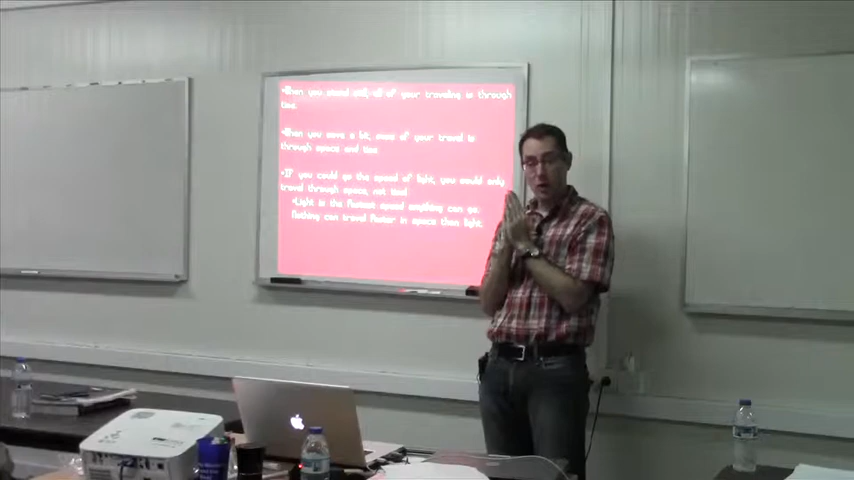 •When you stand still, all of your traveling is through
time.
•When you move a bit, some of your travel is
through space and time
•If you could go the speed of light, you could only
travel through space, not time!
•Light is the fastest speed anything can go.
Nothing can travel faster in space than light.